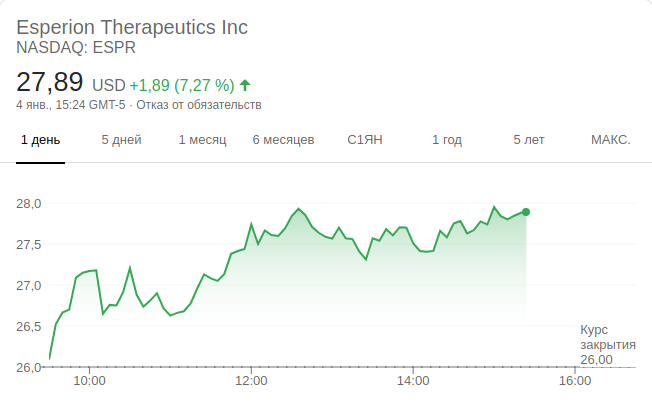 Esperion Therapeutics Inc
NASDAQ: ESPR
27,89 USD +1,89 (7,27 %)
4 янв., 15:24 GMT-5 · Отказ от обязательств
1 день 5 дней 1 месяц 6 месяцев С1ЯН 1 год 5 лет МАКС.
28,0
27,5
27,0
26,5
Курс
закрытия
26,00
26,0
10:00 12:00 14:00 16:00